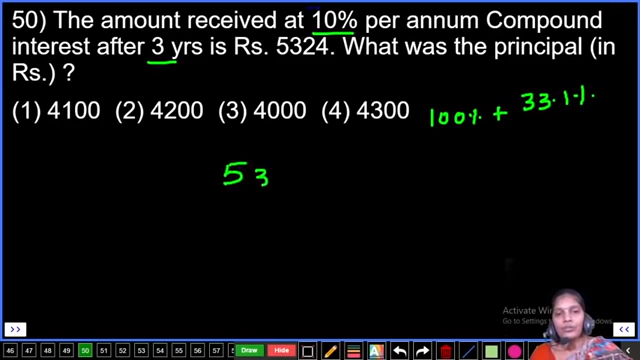 50) The amount received at 10% per annum Compound
interest after 3 yrs is Rs. 5324. What was the principal (in
Rs.) ?
(1) 4100 (2) 4200 (3) 4000 (4) 4300
100% + 33.1%
53
Activate Win
Go to Settings to Windows.
>> 46 47 48 49 50 51 52 53 54 55 56 57 5 Draw Hide >>